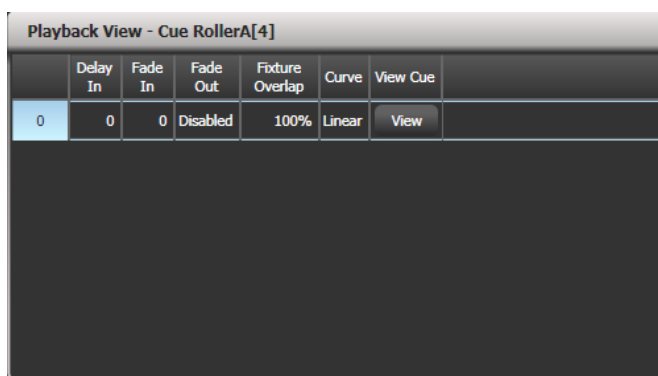 Playback View - Cue RollerA[4]
Delay In Fade In Fade Out Fixture Overlap Curve View Cue
0 0 0 Disabled 100% Linear View